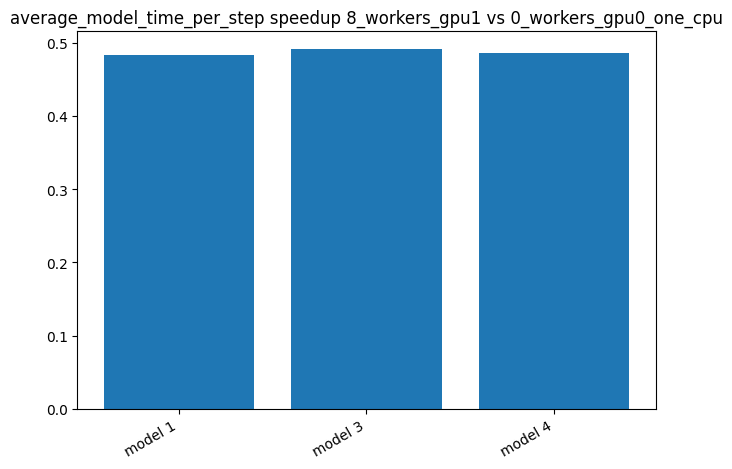 average_model_time_per_step speedup 8_workers_gpu1 vs 0_workers_gpu0_one_cpu
0.5
0.4
0.3
0.2
0.1
0.0
model 1
model 3
model 4